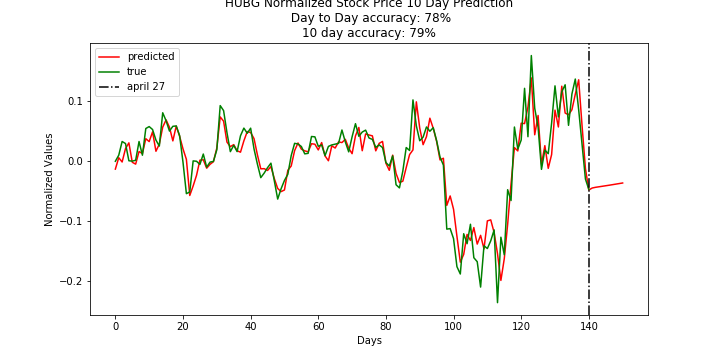 HUBG Normalized Stock Price 10 Day Prediction
Day to Day accuracy: 78%
10 day accuracy: 79%
predicted
true
april 27
Normalized Values
0.1
0.0
−0.1
−0.2
0
20
40
60
80
100
120
140
Days